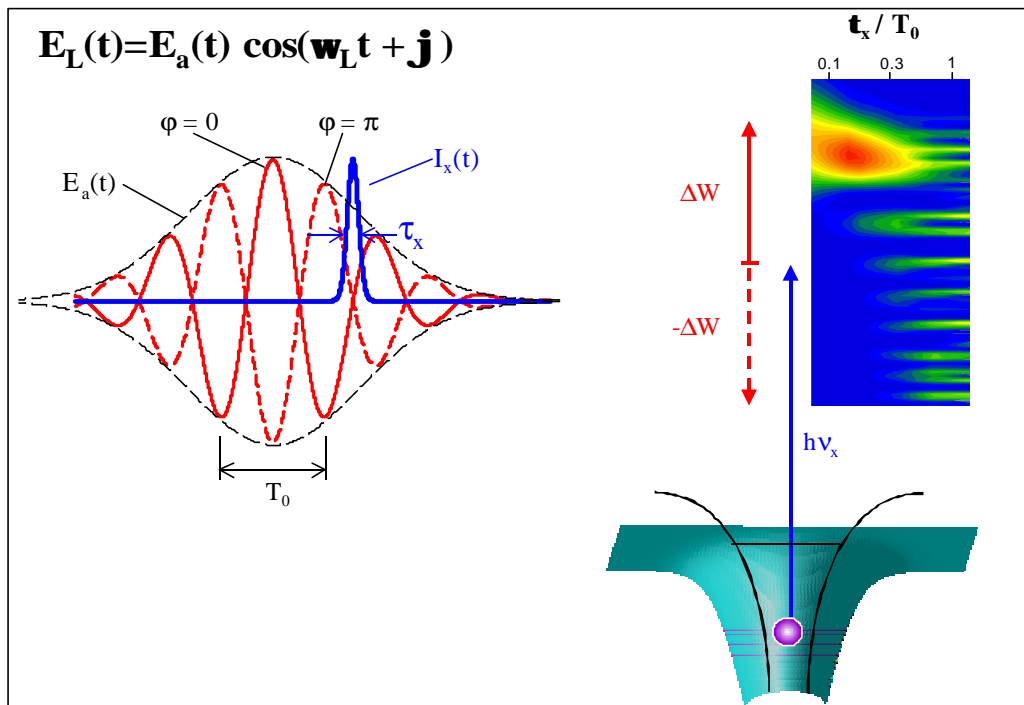 E_L(t)=E_a(t) cos(w_L t + j)
t_x / T_0
0.1 0.3 1
φ = 0
φ = π
I_x(t)
E_a(t)
τ_x
ΔW
-ΔW
hν_x
T_0